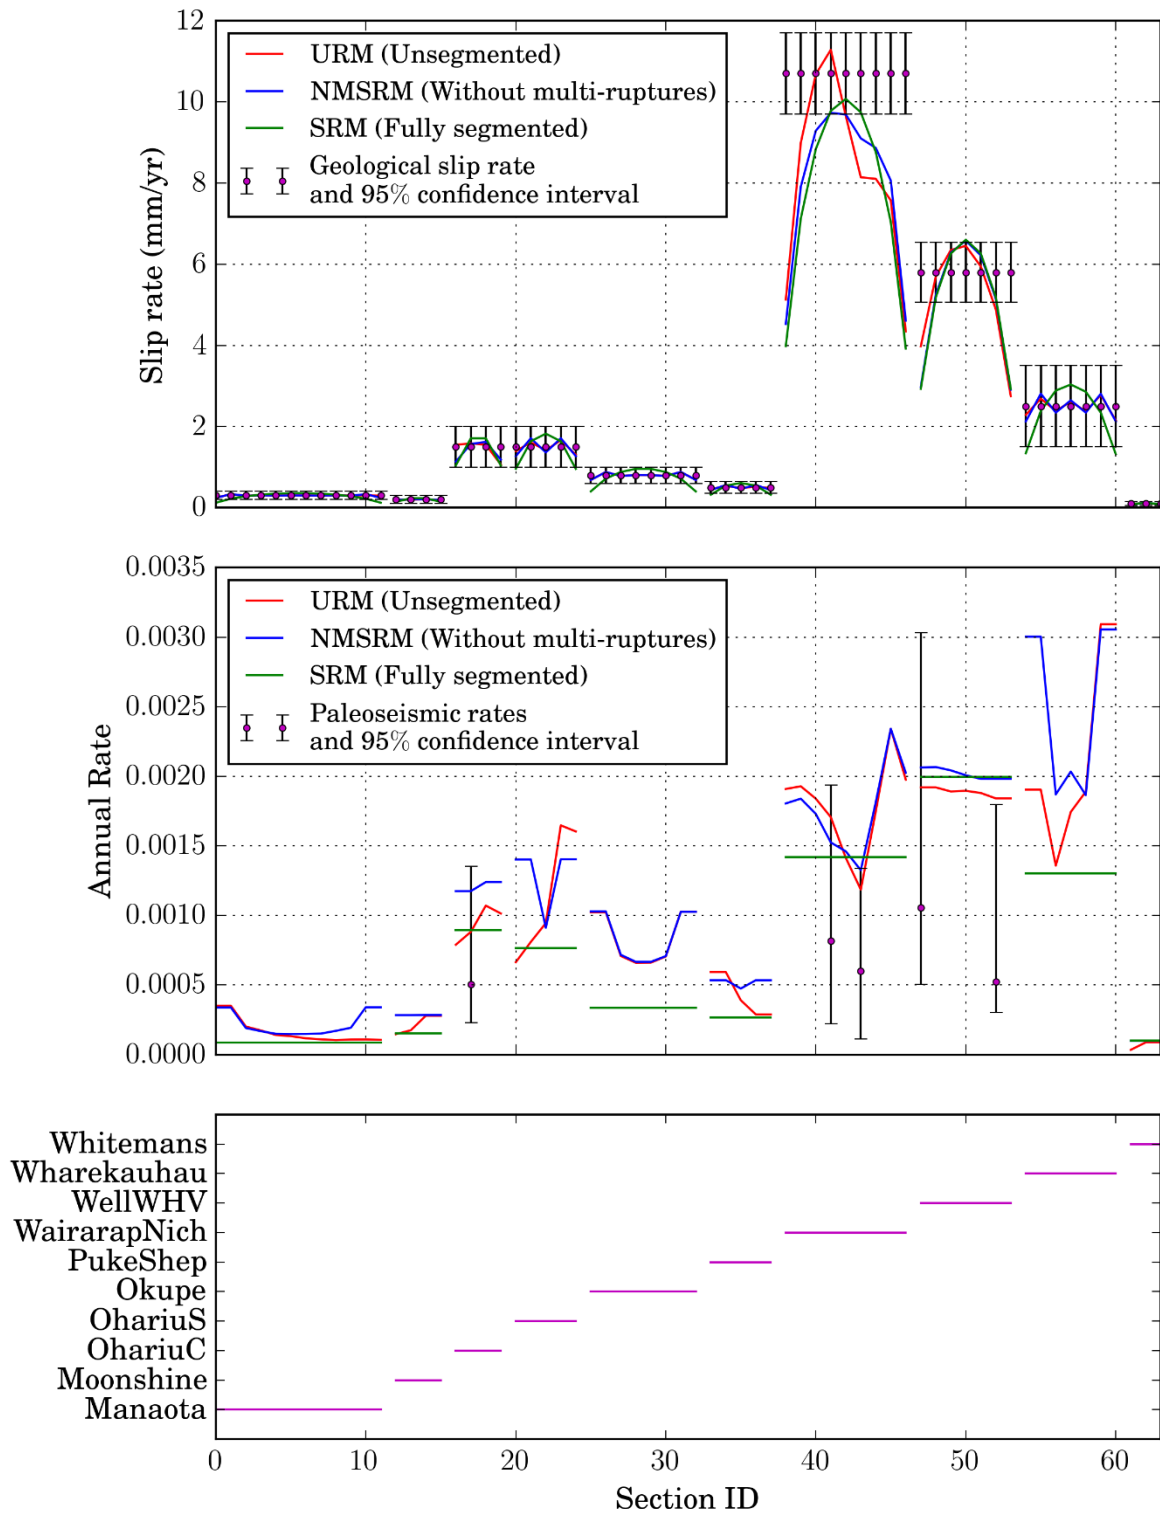 12
10
8
6
4
2
0
Slip rate (mm/yr)
URM (Unsegmented)
NMSRM (Without multi-ruptures)
SRM (Fully segmented)
Geological slip rate
and 95% confidence interval
0.0035
0.0030
0.0025
0.0020
0.0015
0.0010
0.0005
0.0000
Annual Rate
URM (Unsegmented)
NMSRM (Without multi-ruptures)
SRM (Fully segmented)
Paleoseismic rates
and 95% confidence interval
Whitemans
Wharekauhau
WellWHV
WairarapNich
PukeShep
Okupe
OhariuS
OhariuC
Moonshine
Manaota
0 10 20 30 40 50 60
Section ID